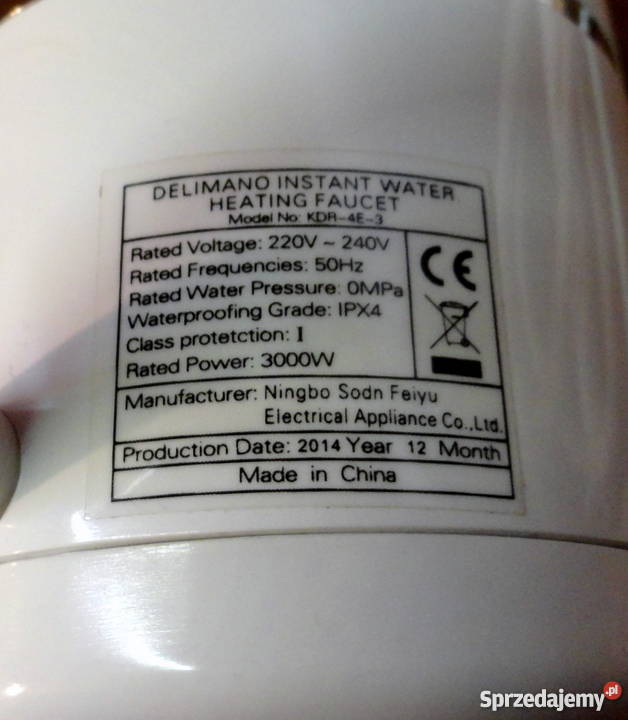 DELIMANO INSTANT WATER
HEATING FAUCET
Model No: KDR-4E-3
Rated Voltage: 220V ~ 240V
Rated Frequencies: 50Hz
Rated Water Pressure: 0MPa
Waterproofing Grade: IPX4
Class protetction: I
Rated Power: 3000W
CE
Manufacturer: Ningbo Sodn Feiyu
Electrical Appliance Co.,Ltd.
Production Date: 2014 Year 12 Month
Made in China
Sprzedajemy.pl